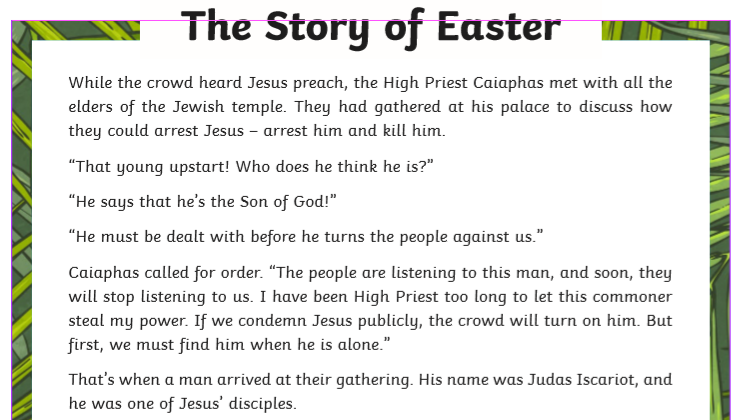 The Story of Easter
While the crowd heard Jesus preach, the High Priest Caiaphas met with all the
elders of the Jewish temple. They had gathered at his palace to discuss how
they could arrest Jesus – arrest him and kill him.
“That young upstart! Who does he think he is?”
“He says that he’s the Son of God!”
“He must be dealt with before he turns the people against us.”
Caiaphas called for order. “The people are listening to this man, and soon, they
will stop listening to us. I have been High Priest too long to let this commoner
steal my power. If we condemn Jesus publicly, the crowd will turn on him. But
first, we must find him when he is alone.”
That’s when a man arrived at their gathering. His name was Judas Iscariot, and
he was one of Jesus’ disciples.